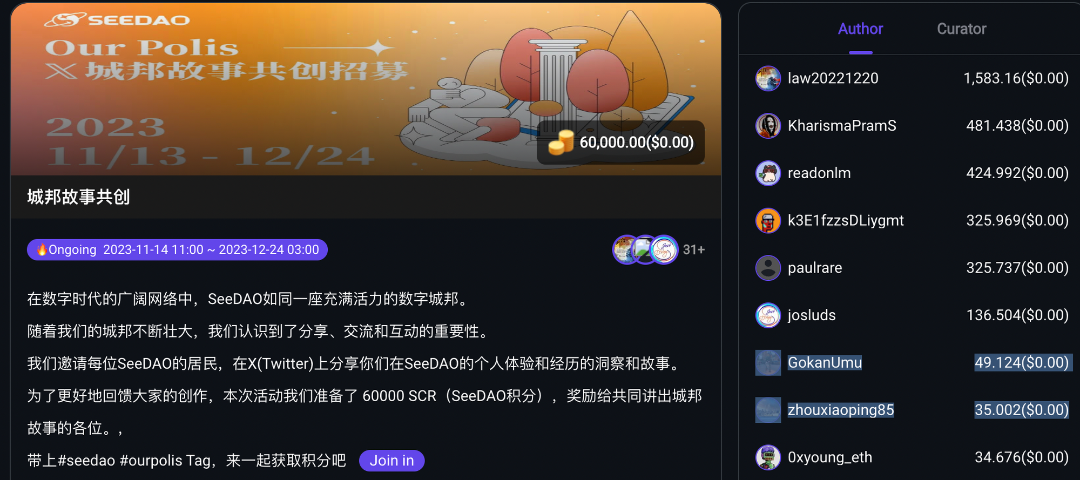 SEEDAO
Our Polis
X 城邦故事共创招募
2023
11/13 - 12/24
60,000.00($0.00)
城邦故事共创
🔥Ongoing 2023-11-14 11:00 ~ 2023-12-24 03:00
31+
在数字时代的广阔网络中，SeeDAO如同一座充满活力的数字城邦。
随着我们的城邦不断壮大，我们认识到了分享、交流和互动的重要性。
我们邀请每位SeeDAO的居民，在X(Twitter)上分享你们在SeeDAO的个人体验和经历的洞察和故事。
为了更好地回馈大家的创作，本次活动我们准备了 60000 SCR（SeeDAO积分），奖励给共同讲出城邦
故事的各位。，
带上#seedao #ourpolis Tag，来一起获取积分吧 Join in
Author Curator
law20221220 1,583.16($0.00)
KharismaPramS 481.438($0.00)
readonlm 424.992($0.00)
k3E1fzzsDLiygmt 325.969($0.00)
paulrare 325.737($0.00)
josluds 136.504($0.00)
GokanUmu 49.124($0.00)
zhouxiaoping85 35.002($0.00)
0xyoung_eth 34.676($0.00)